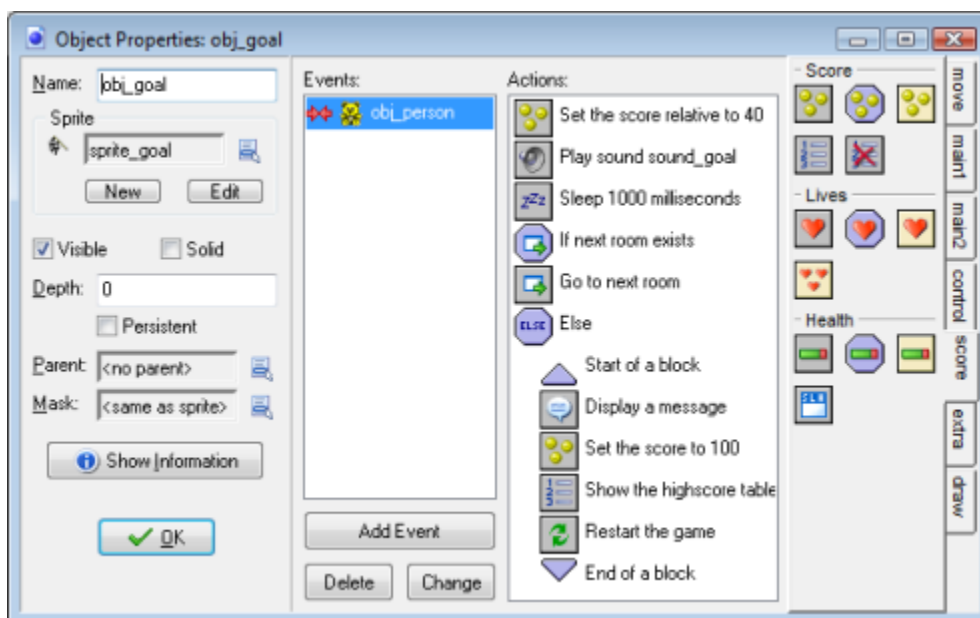 Object Properties: obj_goal
Name: obj_goal
Sprite
sprite_goal
New Edit
Visible Solid
Depth: 0
Persistent
Parent: <no parent>
Mask: <same as sprite>
Show Information
OK
Events:
obj_person
Add Event
Delete Change
Actions:
Set the score relative to 40
Play sound sound_goal
Sleep 1000 milliseconds
If next room exists
Go to next room
ELSE Else
Start of a block
Display a message
Set the score to 100
Show the highscore table
Restart the game
End of a block
Score
Lives
Health
move
main1
main2
control
score
extra
draw